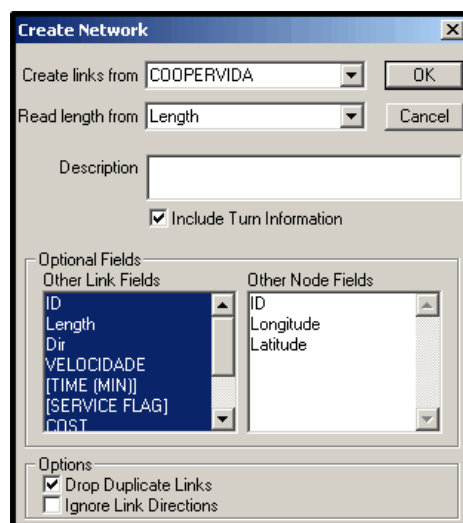 Create Network
Create links from COOPERVIDA OK
Read length from Length Cancel
Description
Include Turn Information
Optional Fields
Other Link Fields Other Node Fields
ID ID
Length Longitude
Dir Latitude
VELOCIDADE
[TIME (MIN)]
[SERVICE FLAG]
COST
Options
Drop Duplicate Links
Ignore Link Directions